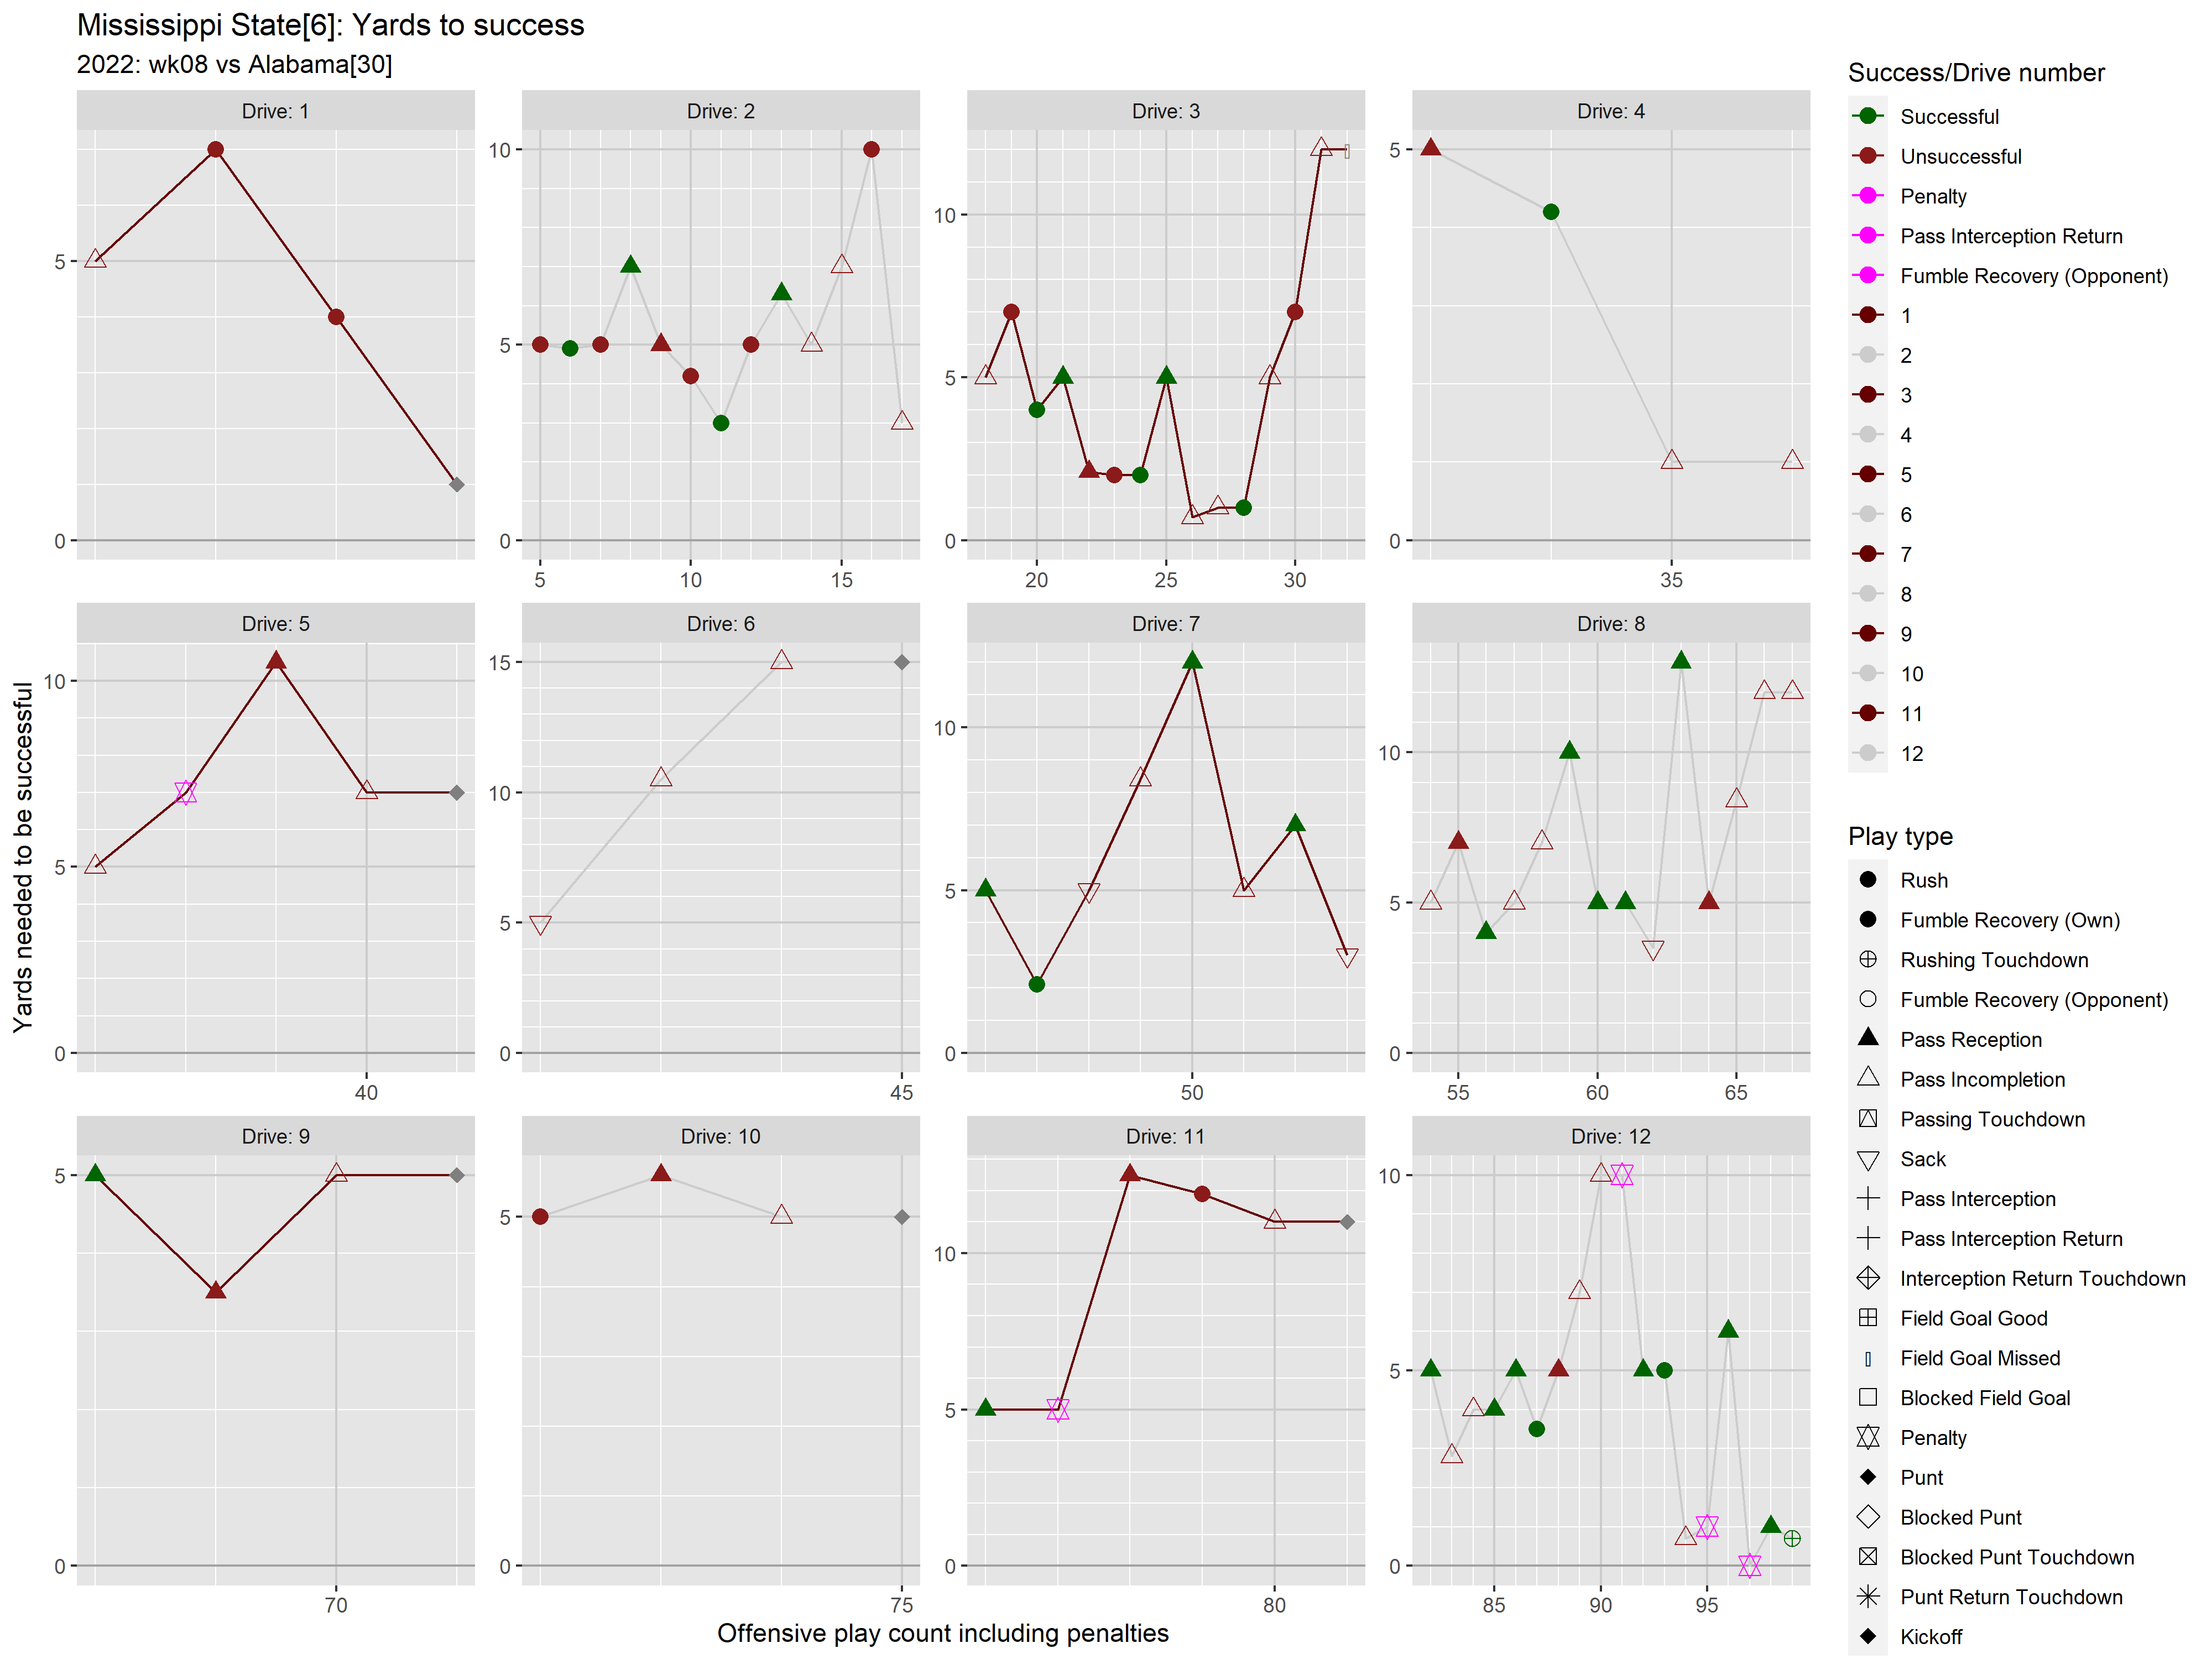 Mississippi State[6]: Yards to success
2022: wk08 vs Alabama[30]
Drive: 1
Drive: 2
Drive: 3
Drive: 4
5
0
10
5
0
5
10
15
10
5
0
20
25
30
5
0
35
Drive: 5
Drive: 6
Drive: 7
Drive: 8
10
5
0
40
15
10
5
0
45
10
5
0
50
10
5
0
55
60
65
Drive: 9
Drive: 10
Drive: 11
Drive: 12
5
0
70
5
0
75
10
5
0
80
10
5
0
85
90
95
Yards needed to be successful
Offensive play count including penalties
Success/Drive number
Successful
Unsuccessful
Penalty
Pass Interception Return
Fumble Recovery (Opponent)
1
2
3
4
5
6
7
8
9
10
11
12
Play type
Rush
Fumble Recovery (Own)
Rushing Touchdown
Fumble Recovery (Opponent)
Pass Reception
Pass Incompletion
Passing Touchdown
Sack
Pass Interception
Pass Interception Return
Interception Return Touchdown
Field Goal Good
Field Goal Missed
Blocked Field Goal
Penalty
Punt
Blocked Punt
Blocked Punt Touchdown
Punt Return Touchdown
Kickoff